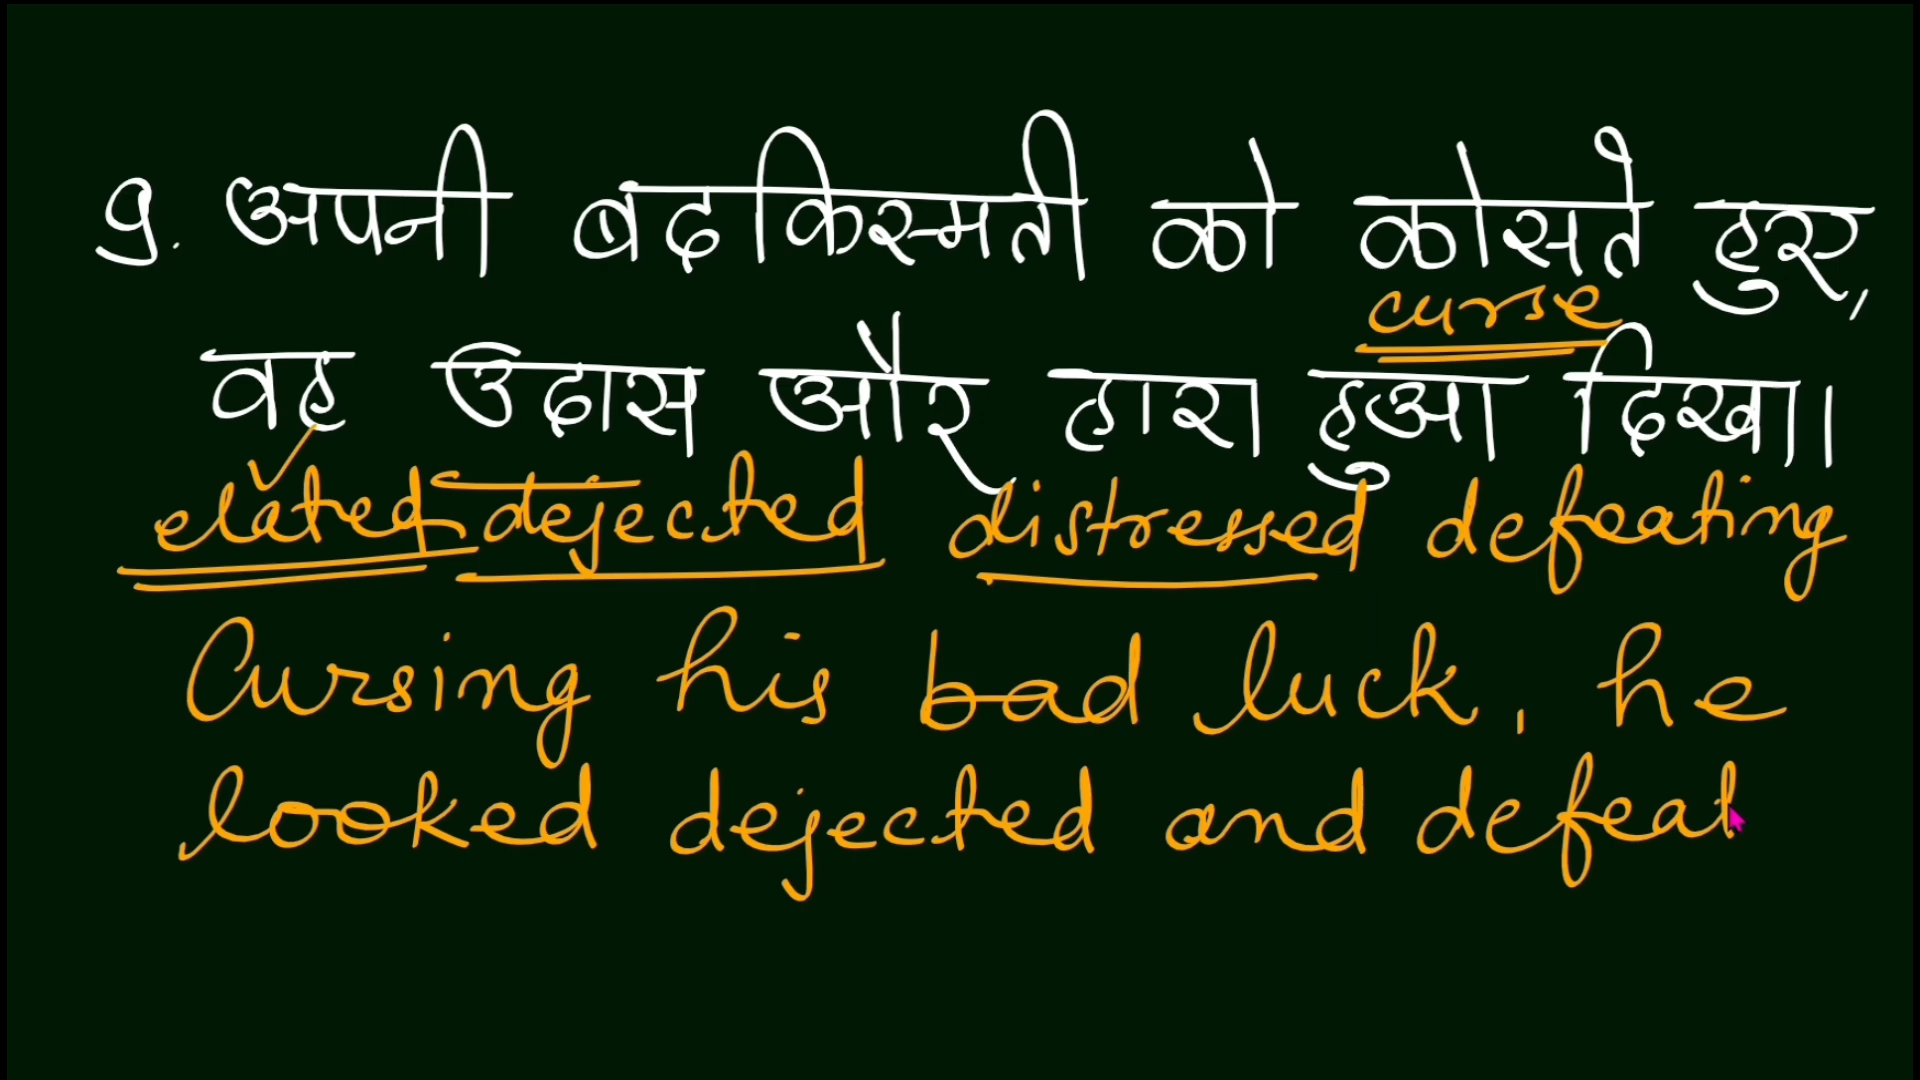 9. अपनी बदकिस्मती को कोसते हुए,
curse
वह उदास और हारा हुआ दिखा।
elated dejected distressed defeating
Cursing his bad luck, he
looked dejected and defeat